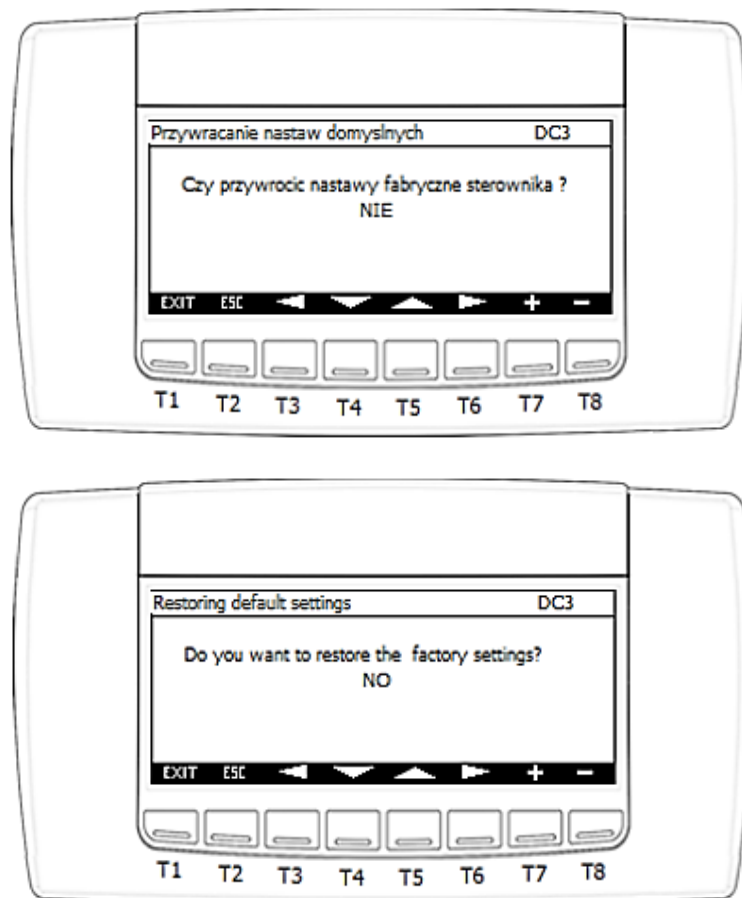 Przywracanie nastaw domyslnych DC3
Czy przywrocic nastawy fabryczne sterownika ?
NIE
EXIT ESC + -
T1 T2 T3 T4 T5 T6 T7 T8
Restoring default settings DC3
Do you want to restore the factory settings?
NO
EXIT ESC + -
T1 T2 T3 T4 T5 T6 T7 T8